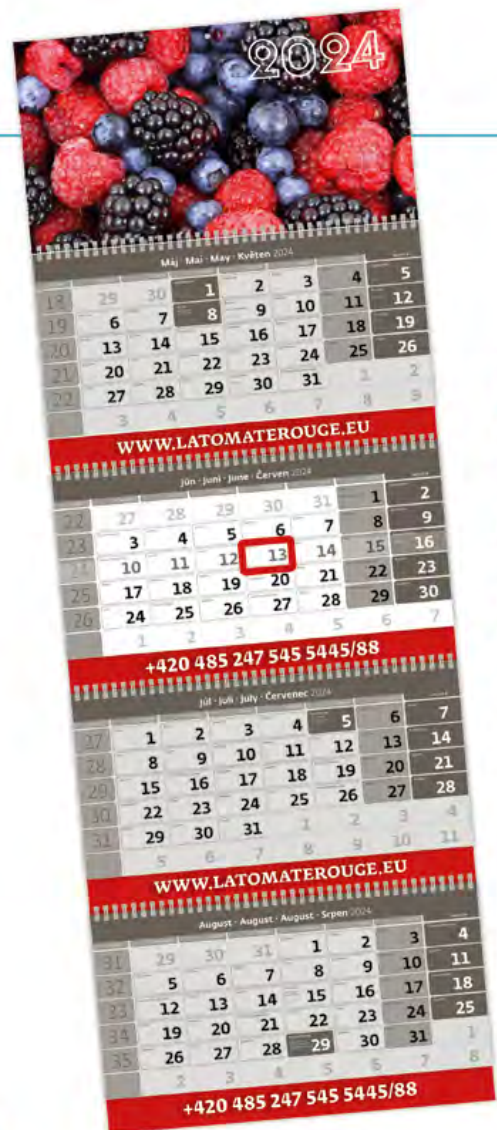 2024
Máj · Mai · May · Květen 2024
18 29 30 1 2 3 4 5
19 6 7 8 9 10 11 12
20 13 14 15 16 17 18 19
21 20 21 22 23 24 25 26
22 27 28 29 30 31 1 2
3 4 5 6 7 8 9
WWW.LATOMATEROUGE.EU
Jún · Juni · June · Červen 2024
22 27 28 29 30 31 1 2
23 3 4 5 6 7 8 9
24 10 11 12 13 14 15 16
25 17 18 19 20 21 22 23
26 24 25 26 27 28 29 30
1 2 3 4 5 6 7
+420 485 247 545 5445/88
Júl · Juli · July · Červenec 2024
27 1 2 3 4 5 6 7
28 8 9 10 11 12 13 14
29 15 16 17 18 19 20 21
30 22 23 24 25 26 27 28
31 29 30 31 1 2 3 4
5 6 7 8 9 10 11
WWW.LATOMATEROUGE.EU
August · August · August · Srpen 2024
31 29 30 31 1 2 3 4
32 5 6 7 8 9 10 11
33 12 13 14 15 16 17 18
34 19 20 21 22 23 24 25
35 26 27 28 29 30 31 1
2 3 4 5 6 7 8
+420 485 247 545 5445/88